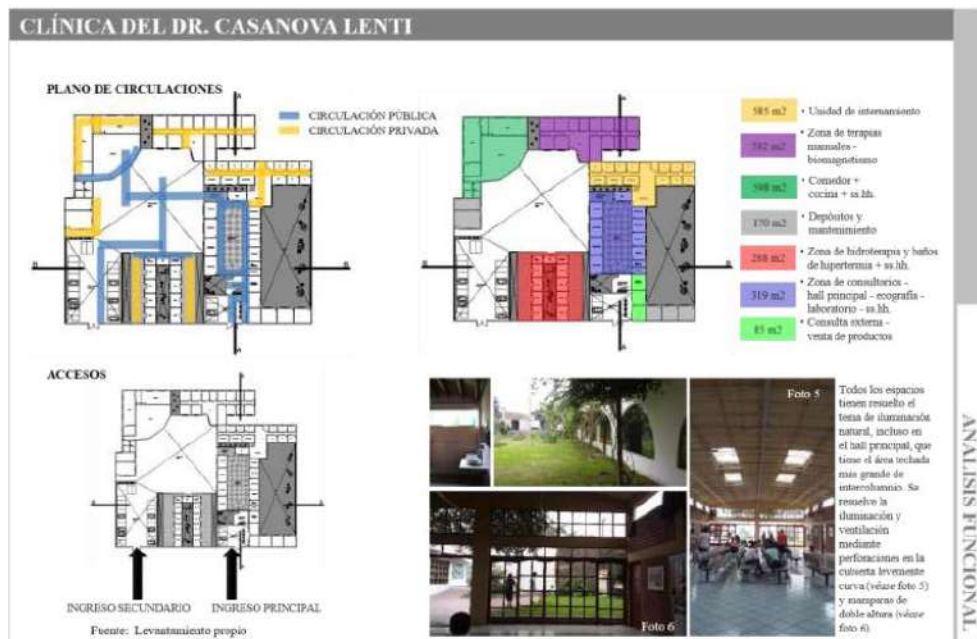 CLÍNICA DEL DR. CASANOVA LENTI
PLANO DE CIRCULACIONES
CIRCULACIÓN PÚBLICA
CIRCULACIÓN PRIVADA
585 m2
• Unidad de internamiento
m2
• Zona de terapias
manuales -
biomagnetismo
598 m2
• Comedor +
cocina + ss.hh.
170 m2
• Depósitos y
mantenimiento
288 m2
• Zona de hidroterapia y baños
de hipertermia + ss.hh.
319 m2
• Zona de consultorios -
hall principal - ecografía -
laboratorio - ss.hh.
85 m2
• Consulta externa -
venta de productos
ACCESOS
INGRESO SECUNDARIO
INGRESO PRINCIPAL
Fuente: Levantamiento propio
Foto 5
Foto 6
Todos los espacios
tienen resuelto el
tema de iluminación
natural, incluso en
el hall principal, que
tiene el área techada
más grande de
intercolumnio. Se
resuelve la
iluminación y
ventilación
mediante
perforaciones en la
cubierta levemente
curva (véase foto 5)
y mamparas de
doble altura (véase
foto 6).
ANALISIS FUNCIONAL